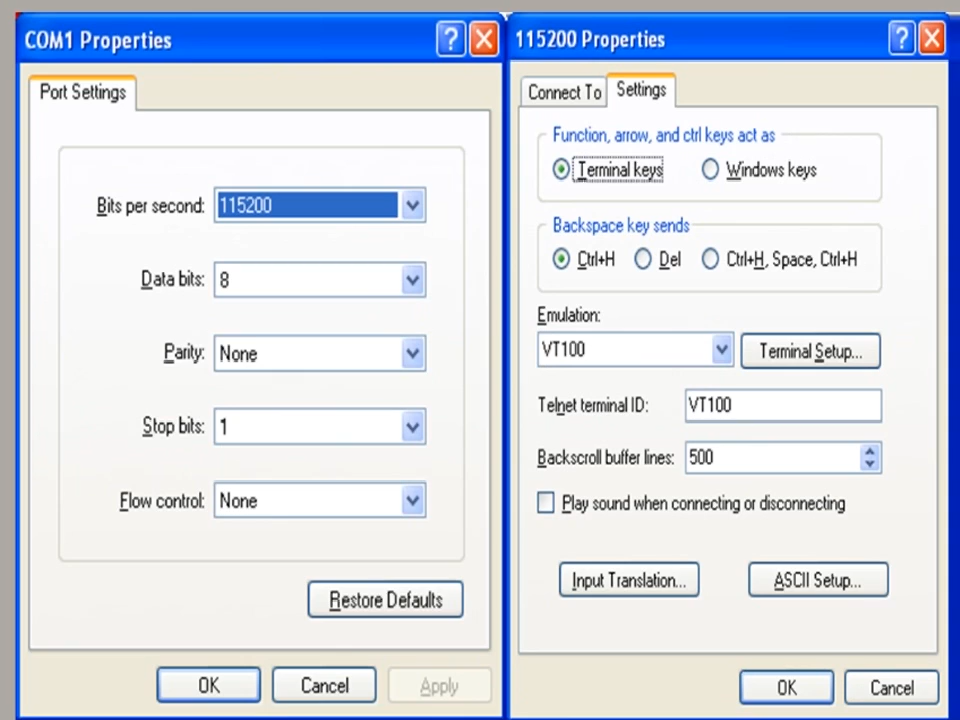 COM1 Properties
Port Settings
Bits per second: 115200
Data bits: 8
Parity: None
Stop bits: 1
Flow control: None
Restore Defaults
OK Cancel Apply
115200 Properties
Connect To Settings
Function, arrow, and ctrl keys act as
Terminal keys Windows keys
Backspace key sends
Ctrl+H Del Ctrl+H, Space, Ctrl+H
Emulation:
VT100 Terminal Setup...
Telnet terminal ID: VT100
Backscroll buffer lines: 500
Play sound when connecting or disconnecting
Input Translation... ASCII Setup...
OK Cancel